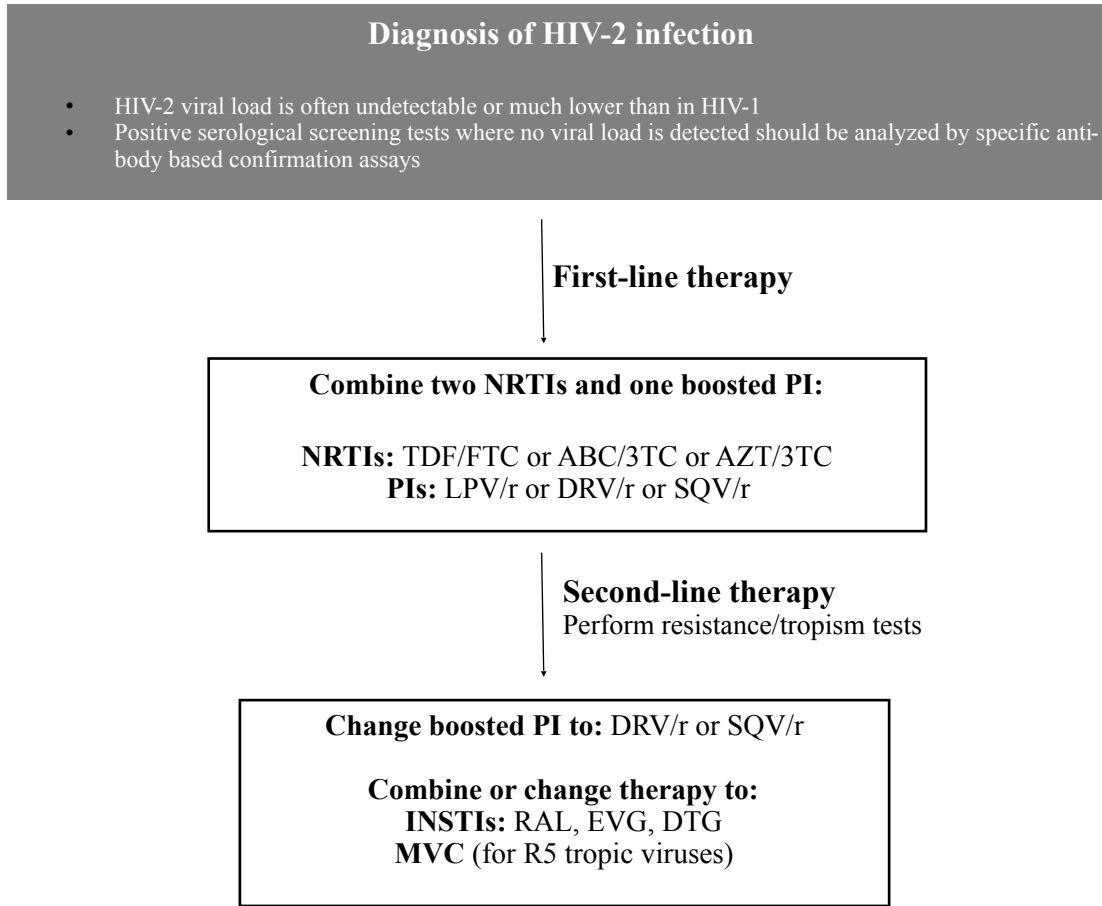 Diagnosis of HIV-2 infection
• HIV-2 viral load is often undetectable or much lower than in HIV-1
• Positive serological screening tests where no viral load is detected should be analyzed by specific anti-
body based confirmation assays
First-line therapy
Combine two NRTIs and one boosted PI:
NRTIs: TDF/FTC or ABC/3TC or AZT/3TC
PIs: LPV/r or DRV/r or SQV/r
Second-line therapy
Perform resistance/tropism tests
Change boosted PI to: DRV/r or SQV/r
Combine or change therapy to:
INSTIs: RAL, EVG, DTG
MVC (for R5 tropic viruses)